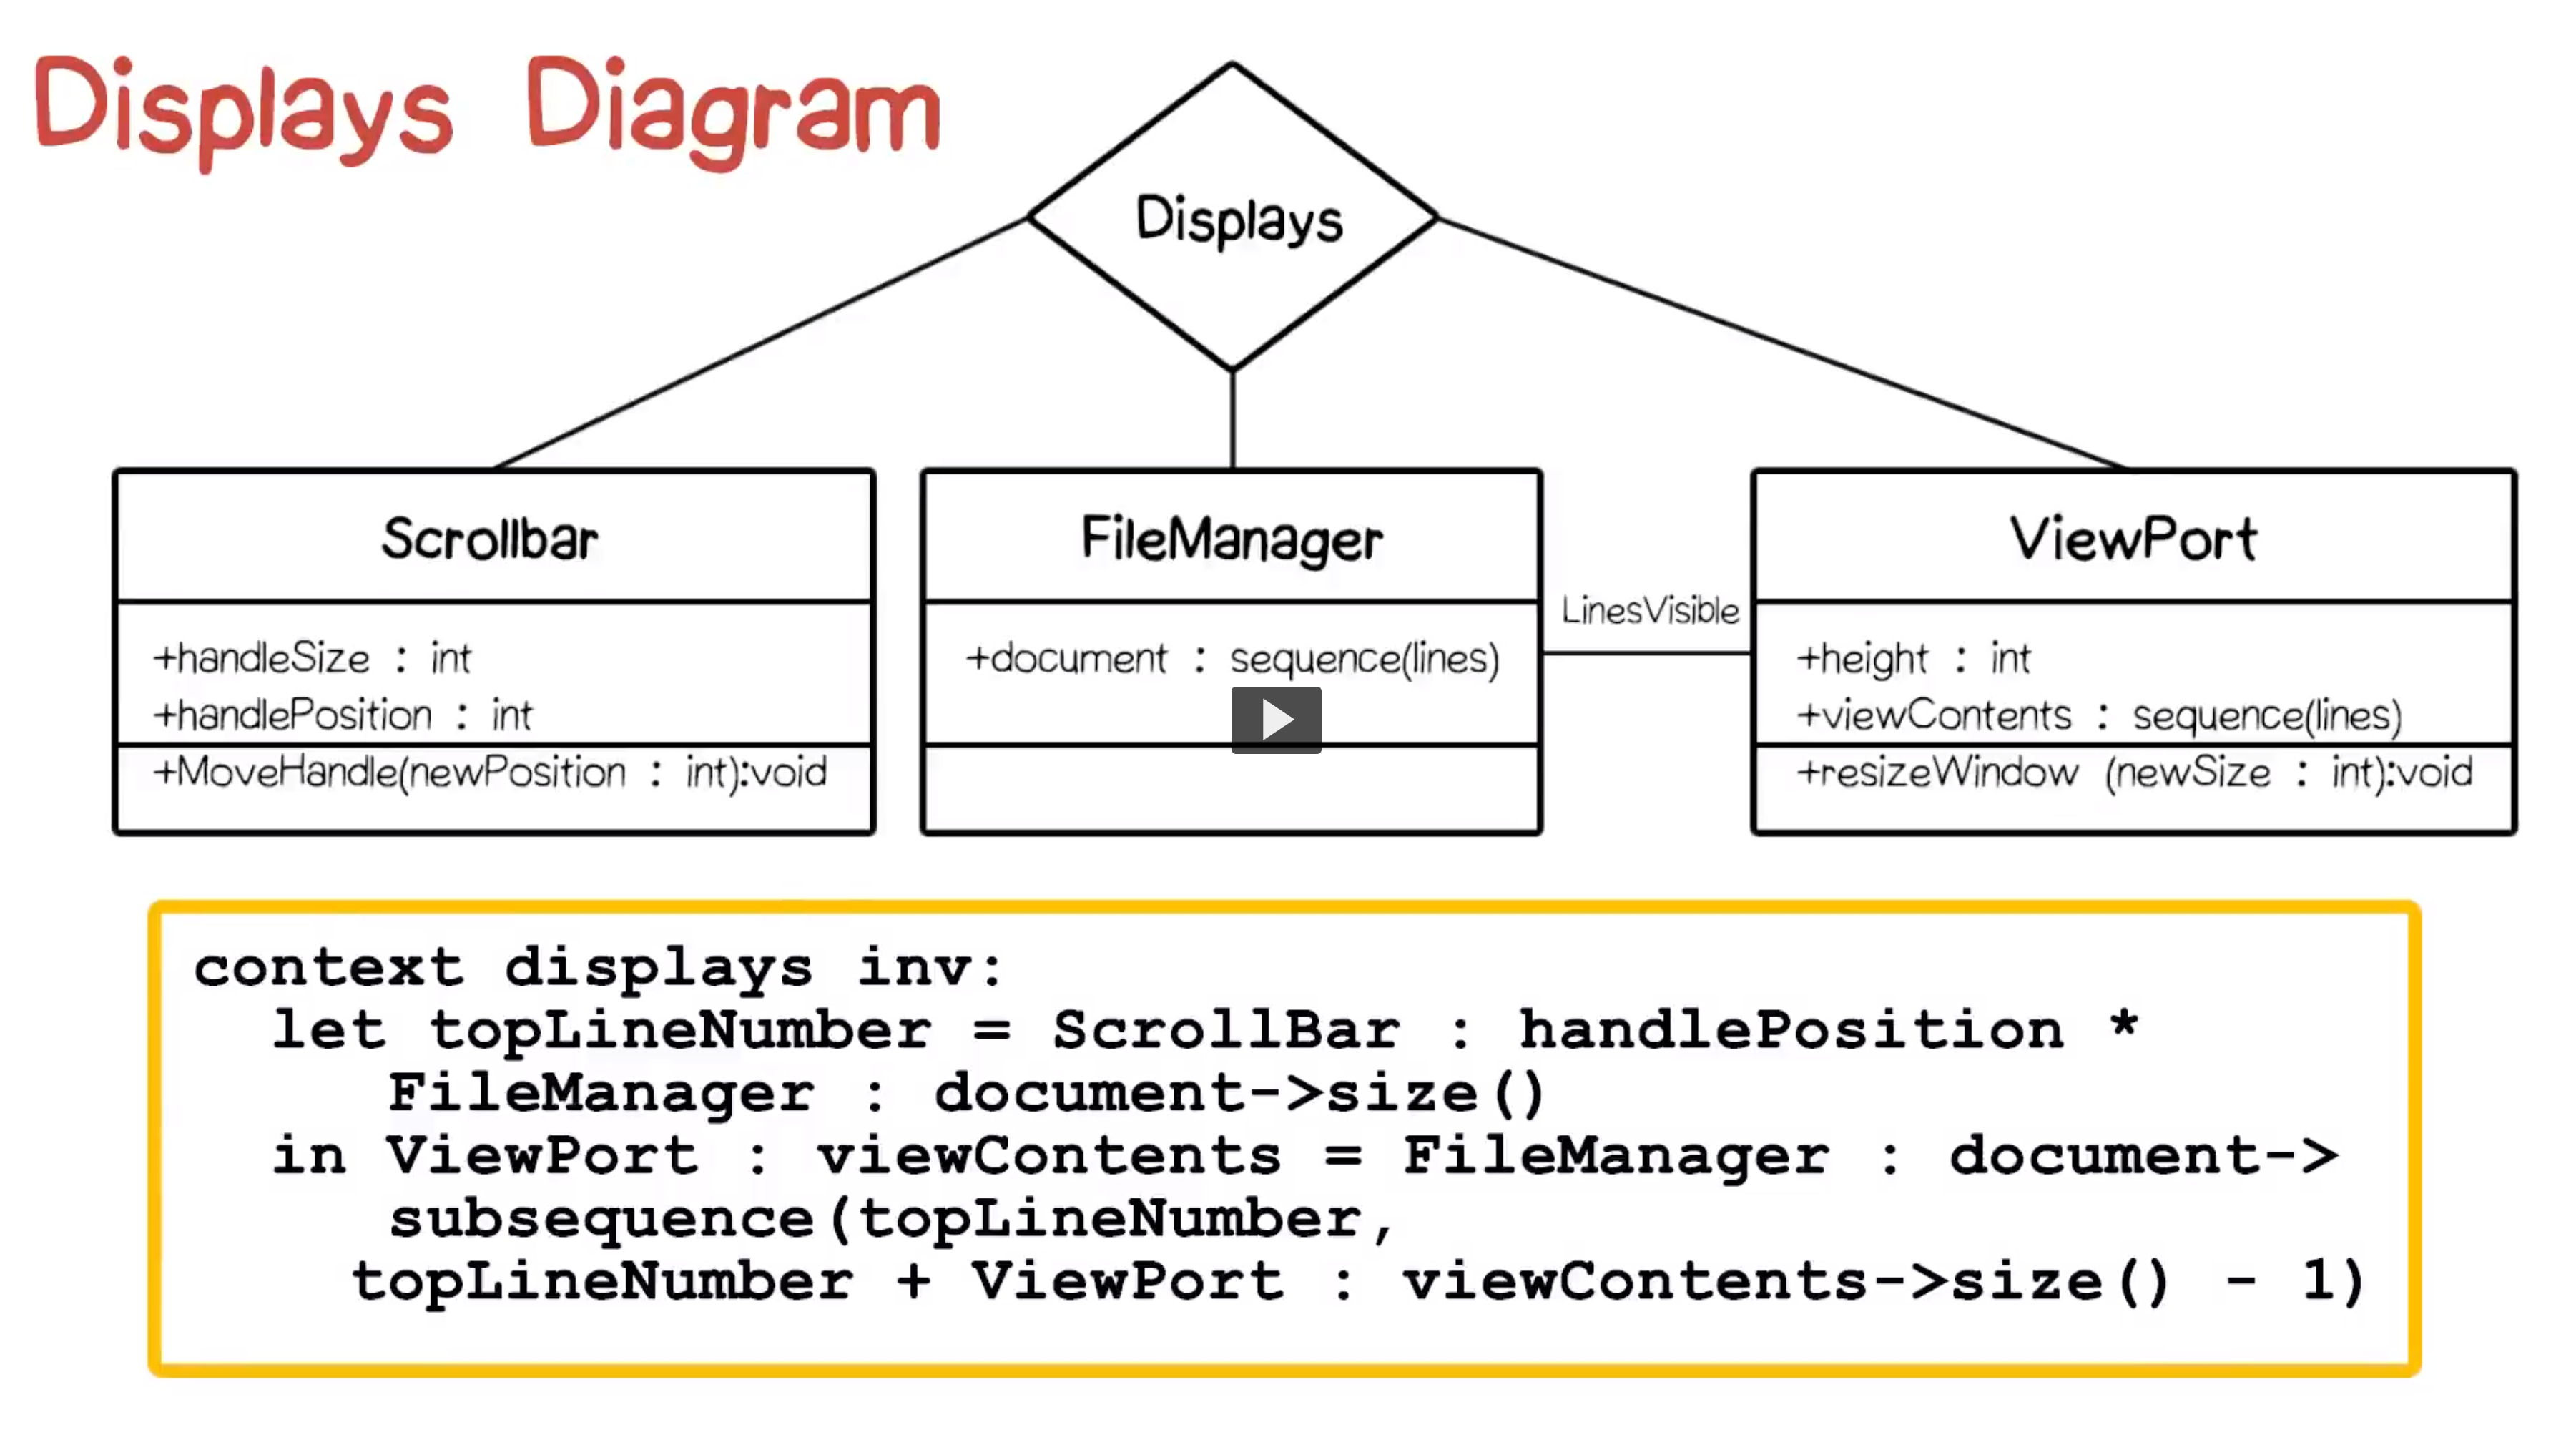 Displays Diagram
Displays
Scrollbar
+handleSize : int
+handlePosition : int
+MoveHandle(newPosition : int):void
FileManager
+document : sequence(lines)
LinesVisible
ViewPort
+height : int
+viewContents : sequence(lines)
+resizeWindow (newSize : int):void
context displays inv:
let topLineNumber = ScrollBar : handlePosition *
FileManager : document->size()
in ViewPort : viewContents = FileManager : document->
subsequence(topLineNumber,
topLineNumber + ViewPort : viewContents->size() - 1)